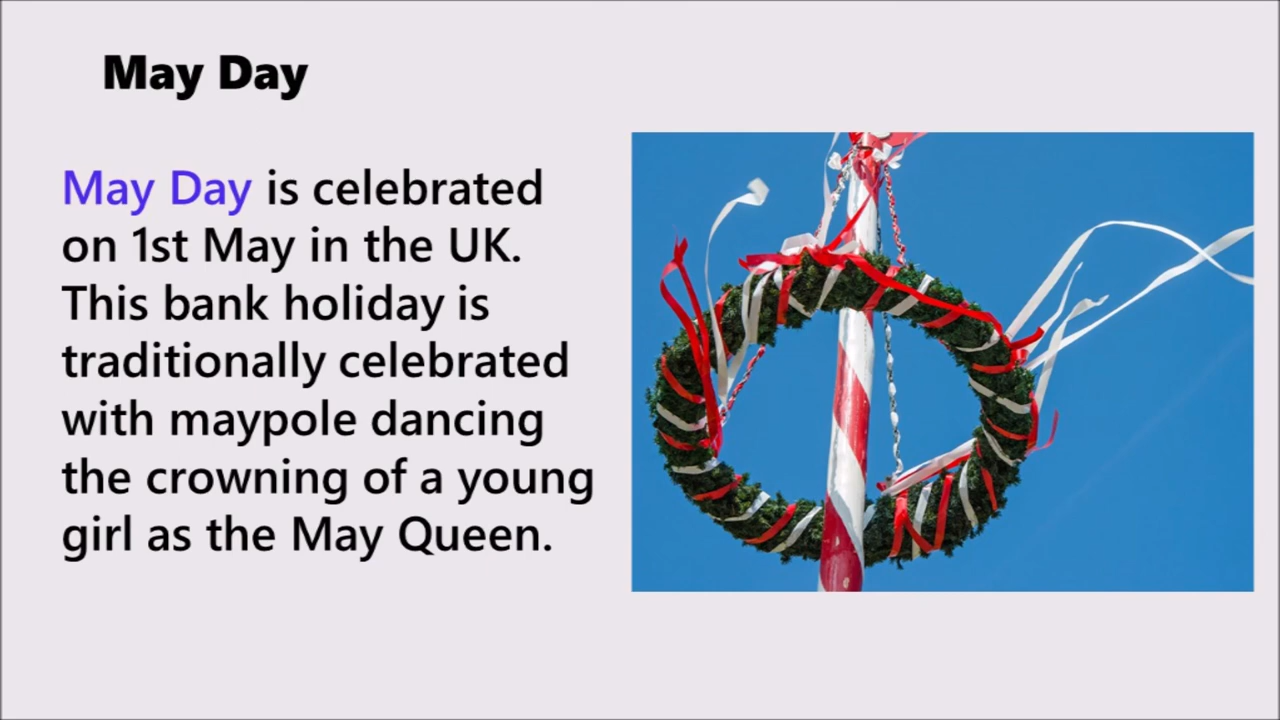 May Day
May Day is celebrated
on 1st May in the UK.
This bank holiday is
traditionally celebrated
with maypole dancing
the crowning of a young
girl as the May Queen.